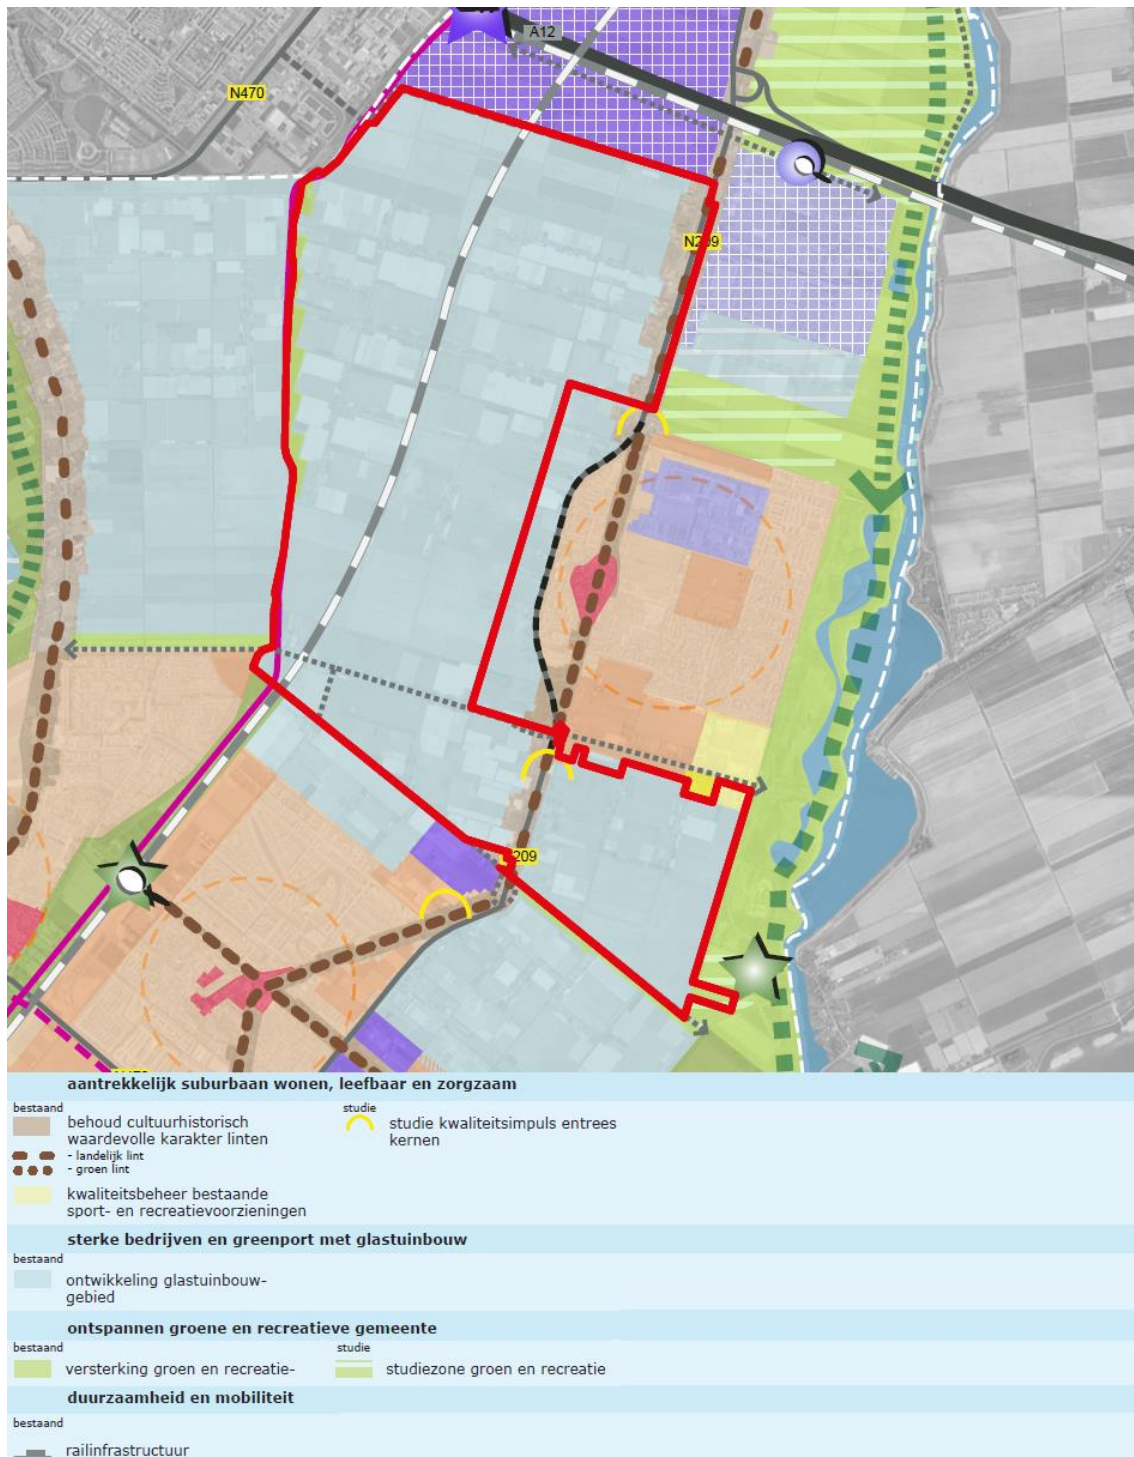 A12
N470
N209
209
aantrekkelijk suburbaan wonen, leefbaar en zorgzaam
bestaand
studie
behoud cultuurhistorisch
waardevolle karakter linten
- landelijk lint
- groen lint
studie kwaliteitsimpuls entrees
kernen
kwaliteitsbeheer bestaande
sport- en recreatievoorzieningen
sterke bedrijven en greenport met glastuinbouw
bestaand
ontwikkeling glastuinbouw-
gebied
ontspannen groene en recreatieve gemeente
bestaand
studie
versterking groen en recreatie-
studiezone groen en recreatie
duurzaamheid en mobiliteit
bestaand
railinfrastructuur